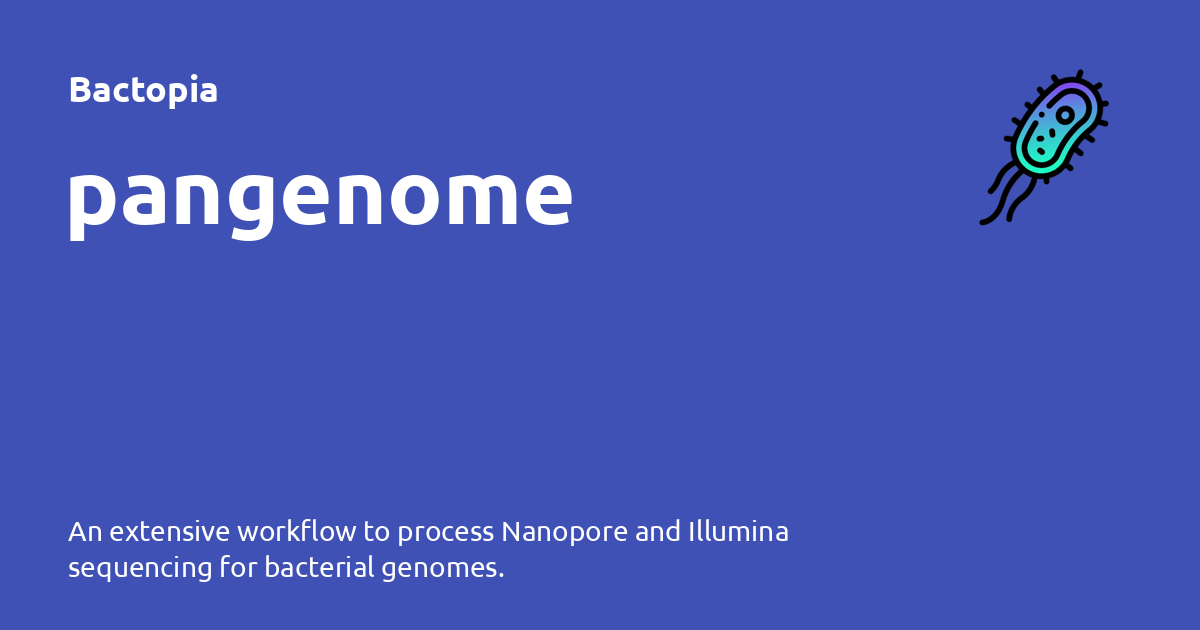 Bactopia
pangenome
An extensive workflow to process Nanopore and Illumina
sequencing for bacterial genomes.